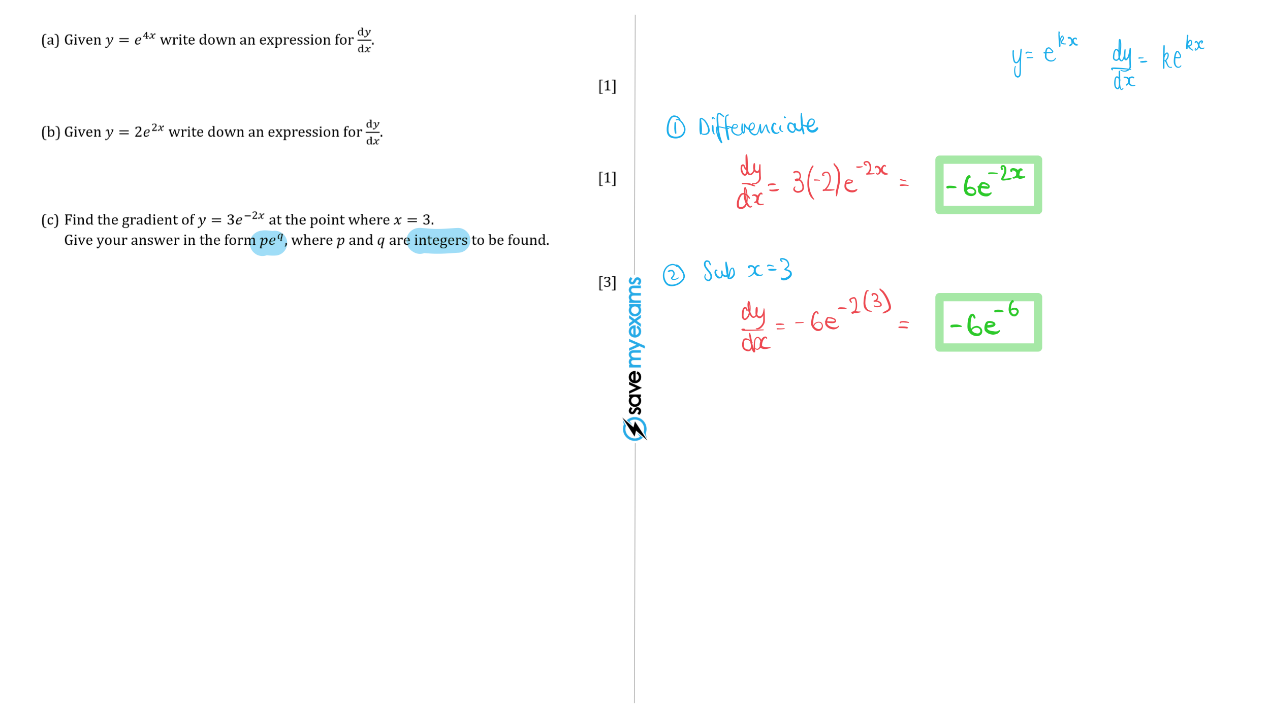 (a) Given y = e^{4x} write down an expression for dy/dx.
[1]
(b) Given y = 2e^{2x} write down an expression for dy/dx.
[1]
(c) Find the gradient of y = 3e^{−2x} at the point where x = 3.
Give your answer in the form pe^q, where p and q are integers to be found.
[3]
save my exams
y = e^{kx} dy/dx = ke^{kx}
① Differenciate
dy/dx = 3(-2)e^{-2x} = -6e^{-2x}
② Sub x=3
dy/dx = -6e^{-2(3)} = -6e^{-6}